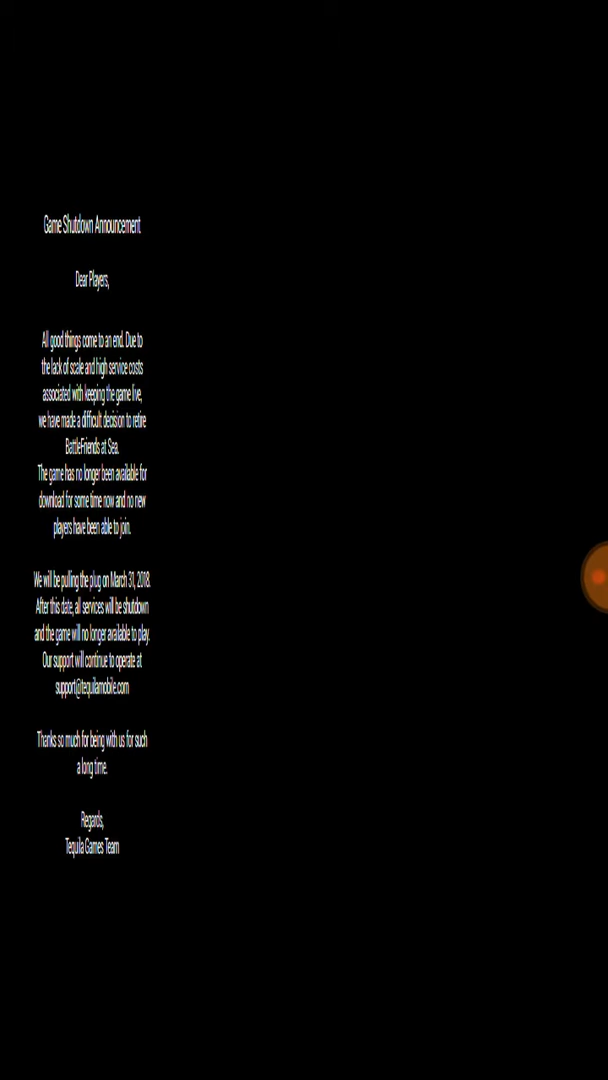 Game Shutdown Announcement
Dear Players,
All good things come to an end. Due to
the lack of scale and high service costs
associated with keeping the game live,
we have made a difficult decision to retire
BattleFriends at Sea.
The game has no longer been available for
download for some time now and no new
players have been able to join.
We will be pulling the plug on March 31, 2018.
After this date, all services will be shutdown
and the game will no longer available to play.
Our support will continue to operate at
support@tequilamobile.com
Thanks so much for being with us for such
a long time.
Regards,
Tequila Games Team